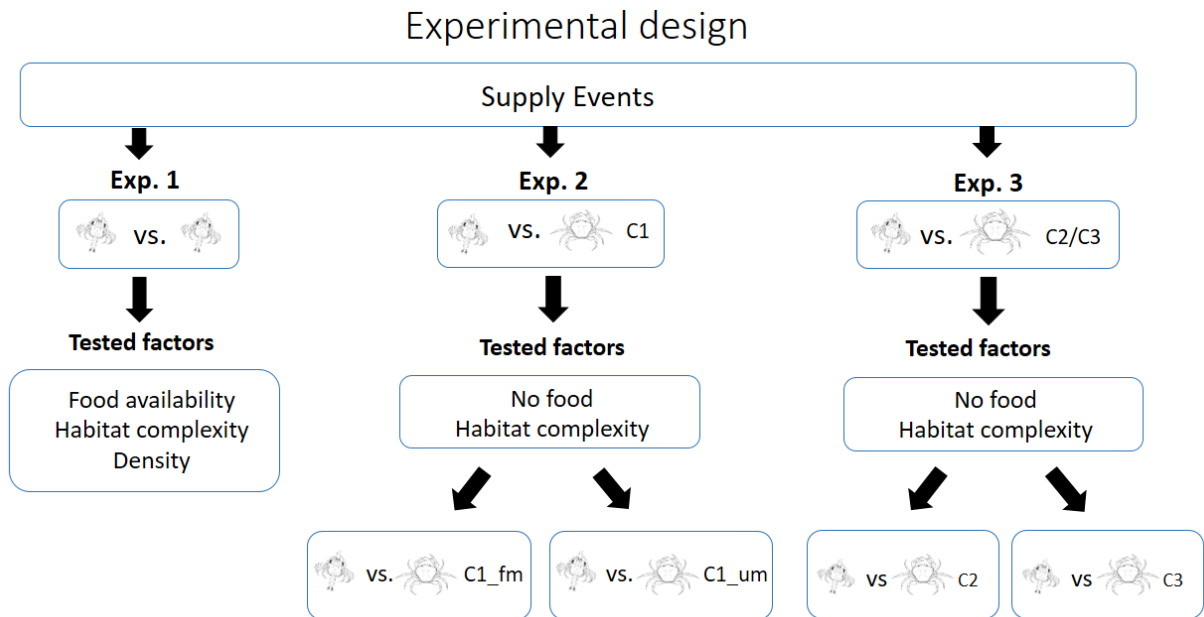 Experimental design
Supply Events
Exp. 1
vs.
Tested factors
Food availability
Habitat complexity
Density
Exp. 2
vs. C1
Tested factors
No food
Habitat complexity
vs. C1_fm
vs. C1_um
Exp. 3
vs. C2/C3
Tested factors
No food
Habitat complexity
vs C2
vs C3